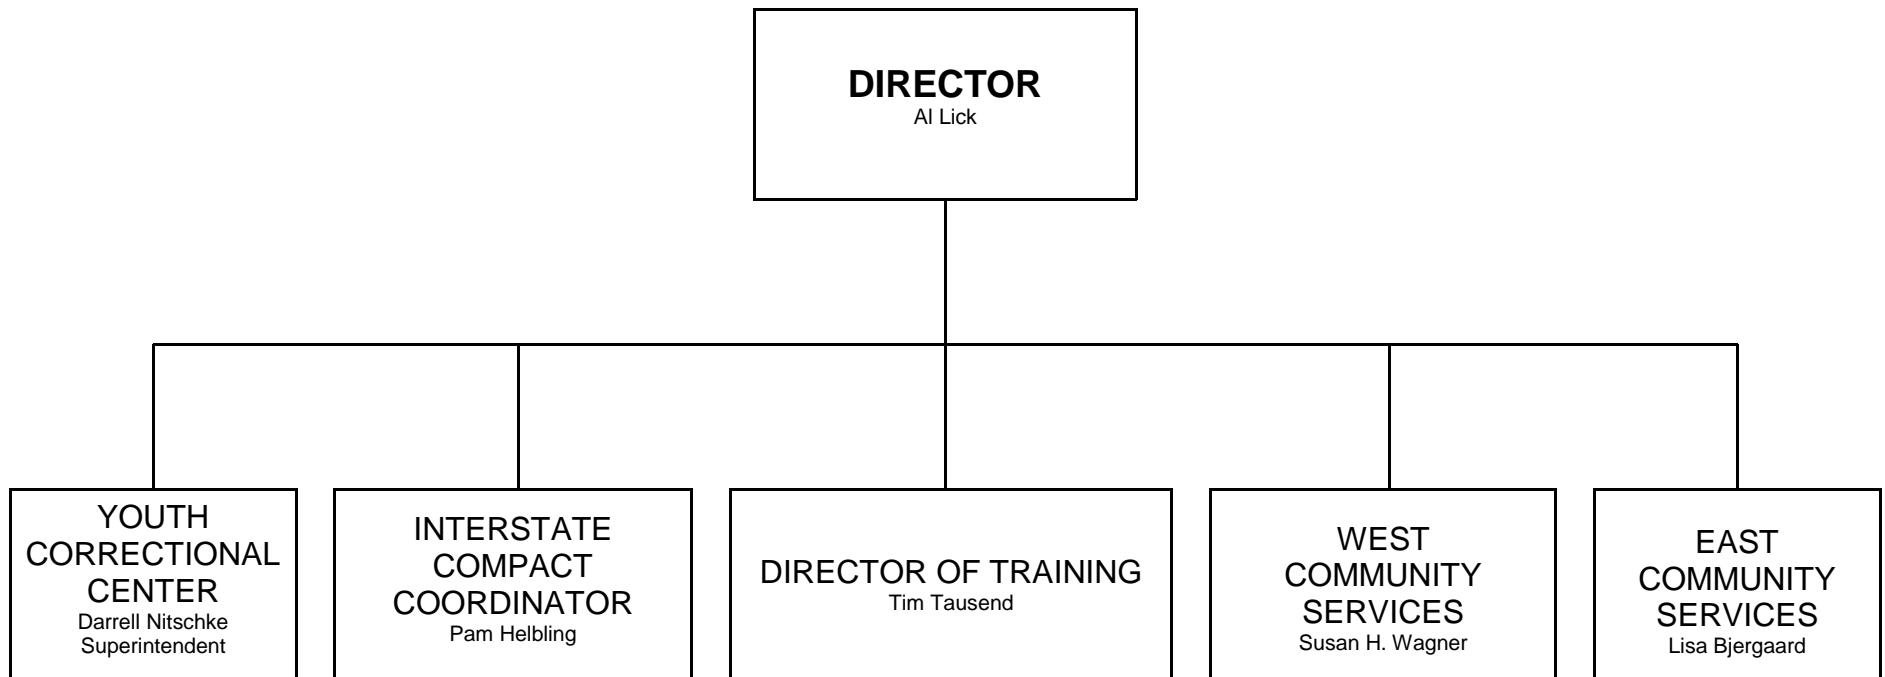 DIRECTOR
Al Lick
YOUTH
CORRECTIONAL
CENTER
Darrell Nitschke
Superintendent
INTERSTATE
COMPACT
COORDINATOR
Pam Helbling
DIRECTOR OF TRAINING
Tim Tausend
WEST
COMMUNITY
SERVICES
Susan H. Wagner
EAST
COMMUNITY
SERVICES
Lisa Bjergaard